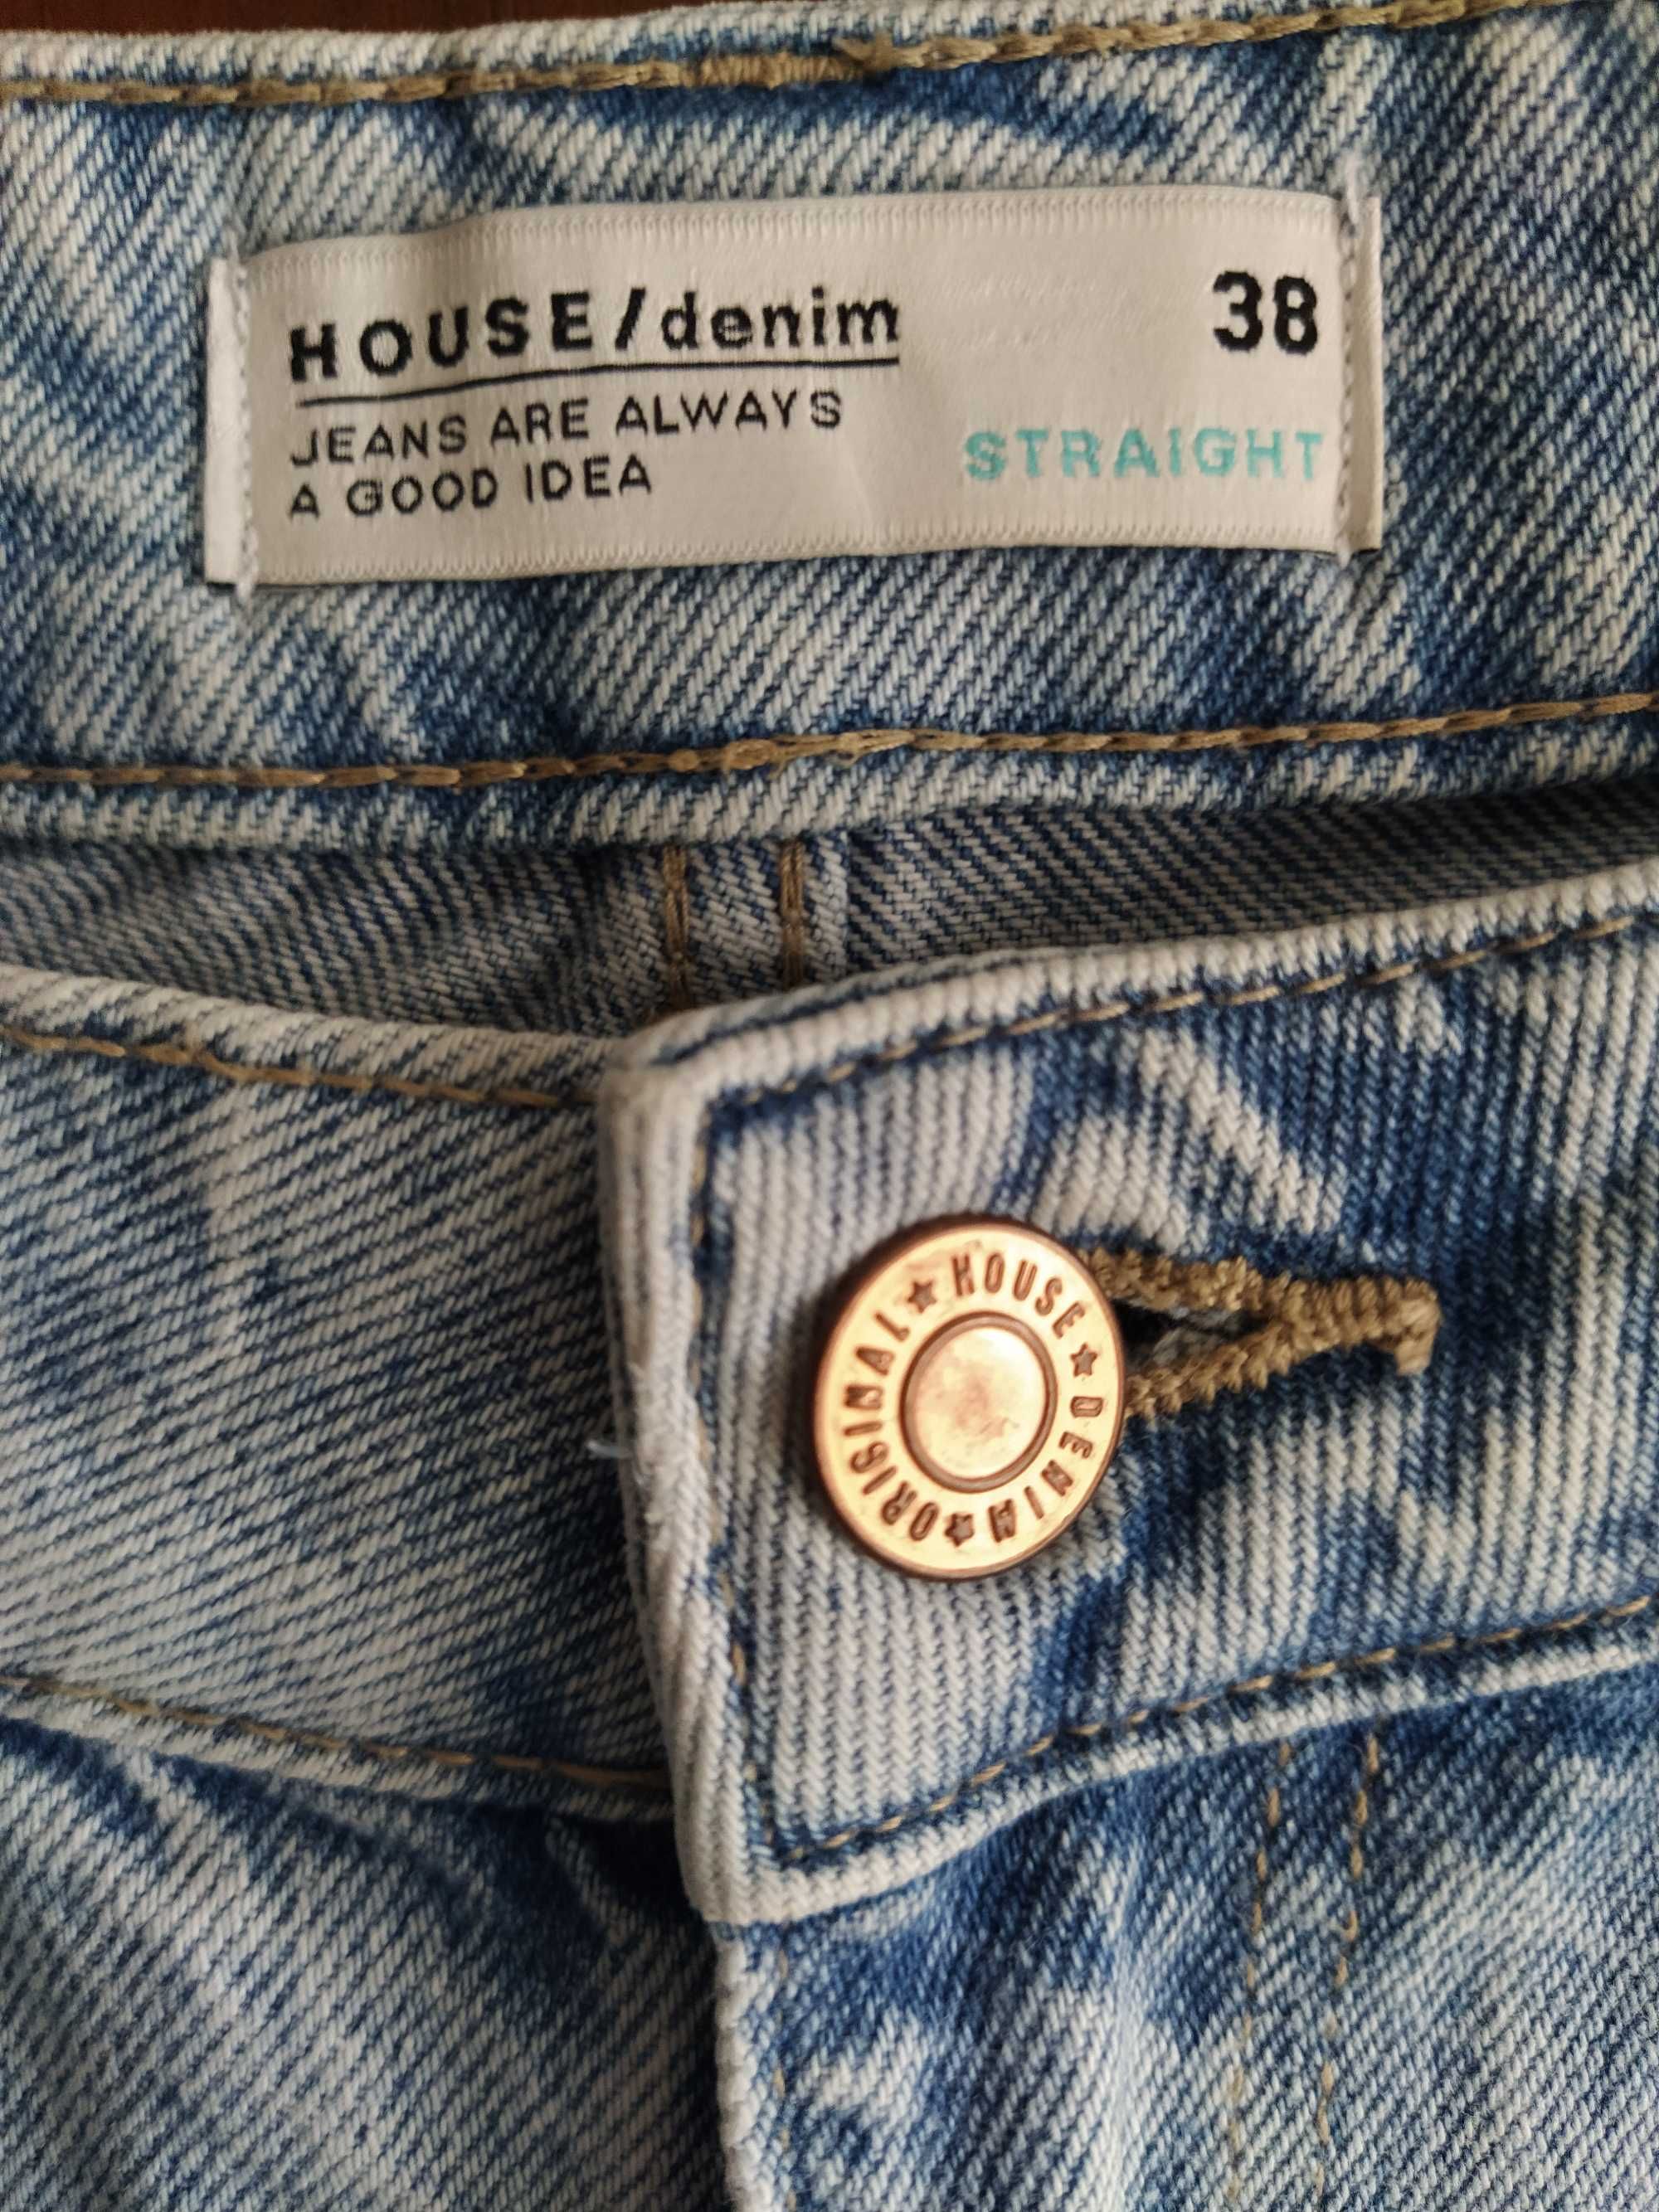 HOUSE/denim 38
JEANS ARE ALWAYS
A GOOD IDEA
STRAIGHT
HOUSE ★ DENIM ★ ORIGINAL ★